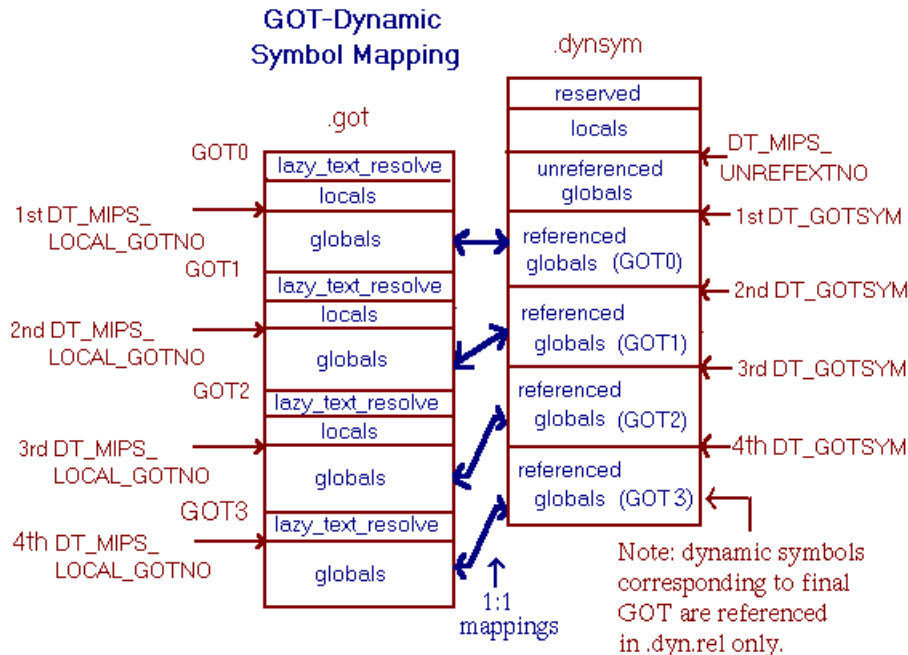 GOT-Dynamic
Symbol Mapping
.got
GOT0
lazy_text_resolve
locals
1st DT_MIPS_
LOCAL_GOTNO
globals
GOT1
lazy_text_resolve
locals
2nd DT_MIPS_
LOCAL_GOTNO
globals
GOT2
lazy_text_resolve
locals
3rd DT_MIPS_
LOCAL_GOTNO
globals
GOT3
lazy_text_resolve
4th DT_MIPS_
LOCAL_GOTNO
globals
1:1
mappings
.dynsym
reserved
locals
DT_MIPS_
UNREFEXTNO
unreferenced
globals
1st DT_GOTSYM
referenced
globals (GOT0)
2nd DT_GOTSYM
referenced
globals (GOT1)
3rd DT_GOTSYM
referenced
globals (GOT2)
4th DT_GOTSYM
referenced
globals (GOT3)
Note: dynamic symbols
corresponding to final
GOT are referenced
in .dyn.rel only.